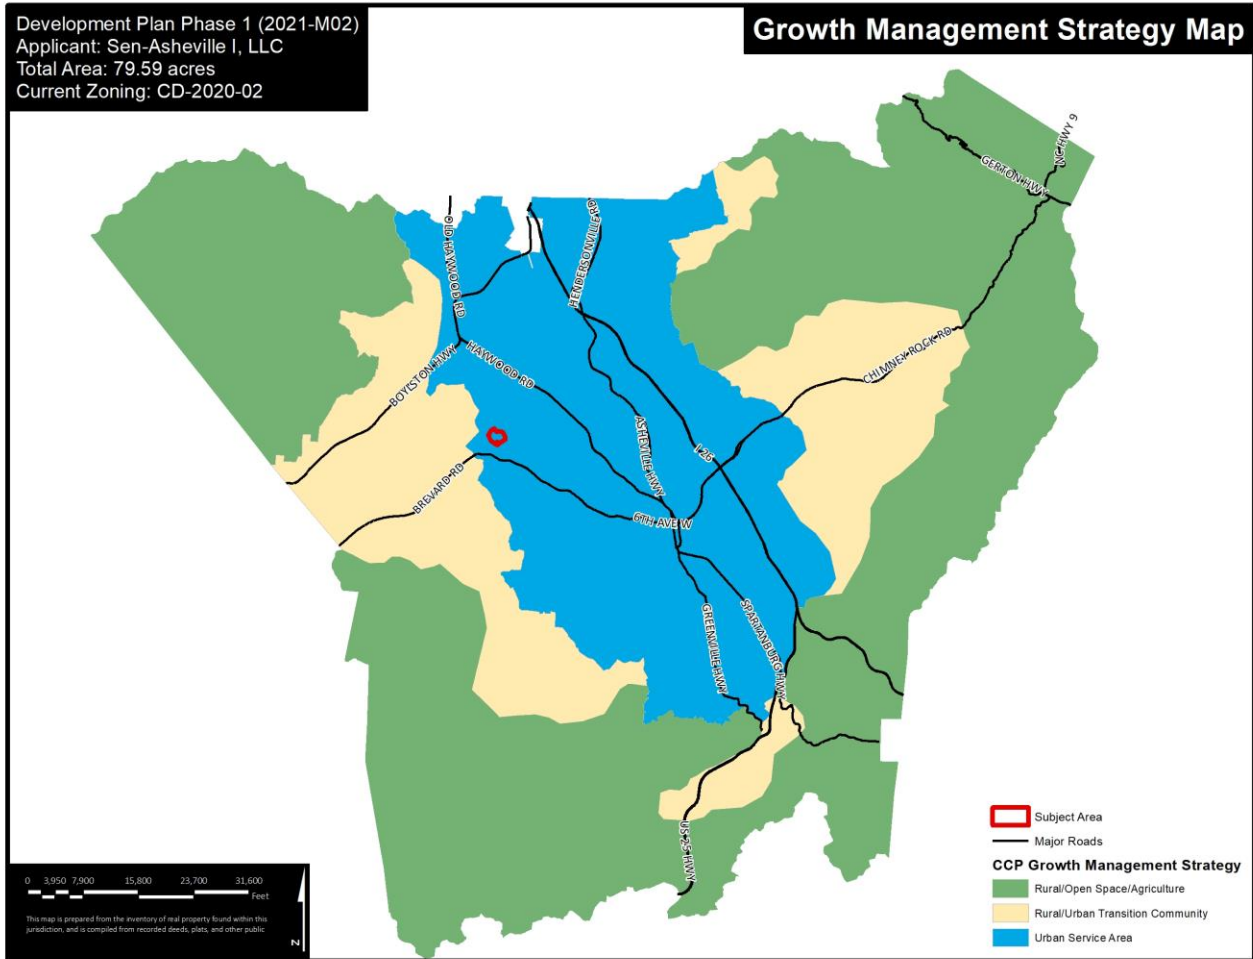 Development Plan Phase 1 (2021-M02)
Applicant: Sen-Asheville I, LLC
Total Area: 79.59 acres
Current Zoning: CD-2020-02
Growth Management Strategy Map
NC HWY 9
GERTON HWY
OLD HAYWOOD RD
HENDERSONVILLE RD
BOYLSTON HWY
HAYWOOD RD
CHIMNEY ROCK RD
ASHEVILLE HWY
I 26
BREVARD RD
6TH AVE W
GREENVILLE HWY
SPARTANBURG HWY
US 25 HWY
Subject Area
Major Roads
CCP Growth Management Strategy
Rural/Open Space/Agriculture
Rural/Urban Transition Community
Urban Service Area
0 3,950 7,900 15,800 23,700 31,600
Feet
This map is prepared from the inventory of real property found within this
jurisdiction, and is compiled from recorded deeds, plats, and other public
N